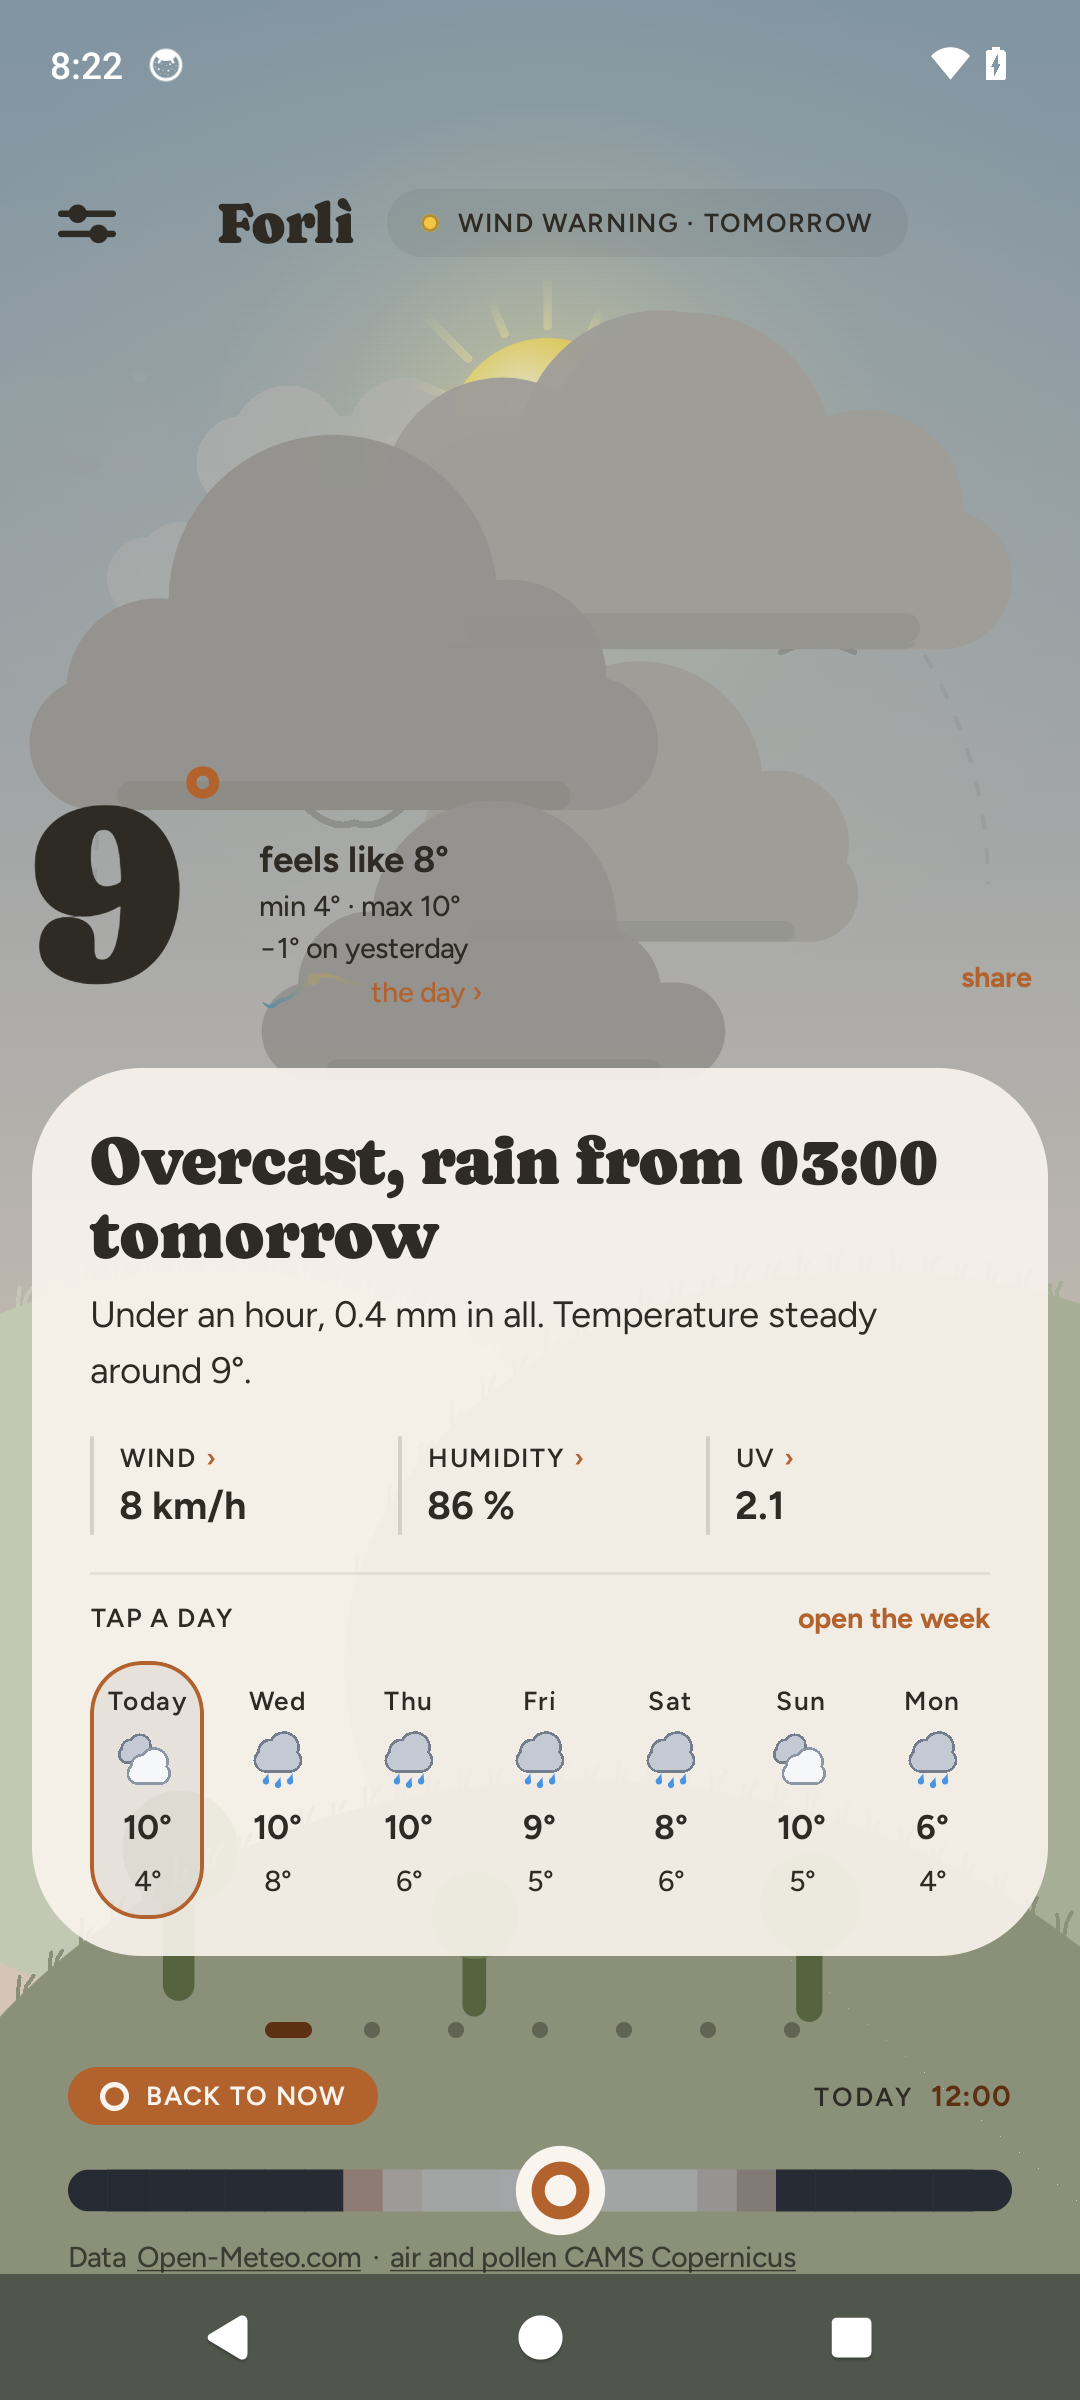 8:22
Forlì
WIND WARNING · TOMORROW
9
feels like 8°
min 4° · max 10°
−1° on yesterday
the day ›
share
Overcast, rain from 03:00
tomorrow
Under an hour, 0.4 mm in all. Temperature steady
around 9°.
WIND › HUMIDITY › UV ›
8 km/h 86 % 2.1
TAP A DAY open the week
Today Wed Thu Fri Sat Sun Mon
10° 10° 10° 9° 8° 10° 6°
4° 8° 6° 5° 6° 5° 4°
BACK TO NOW TODAY 12:00
Data Open-Meteo.com · air and pollen CAMS Copernicus